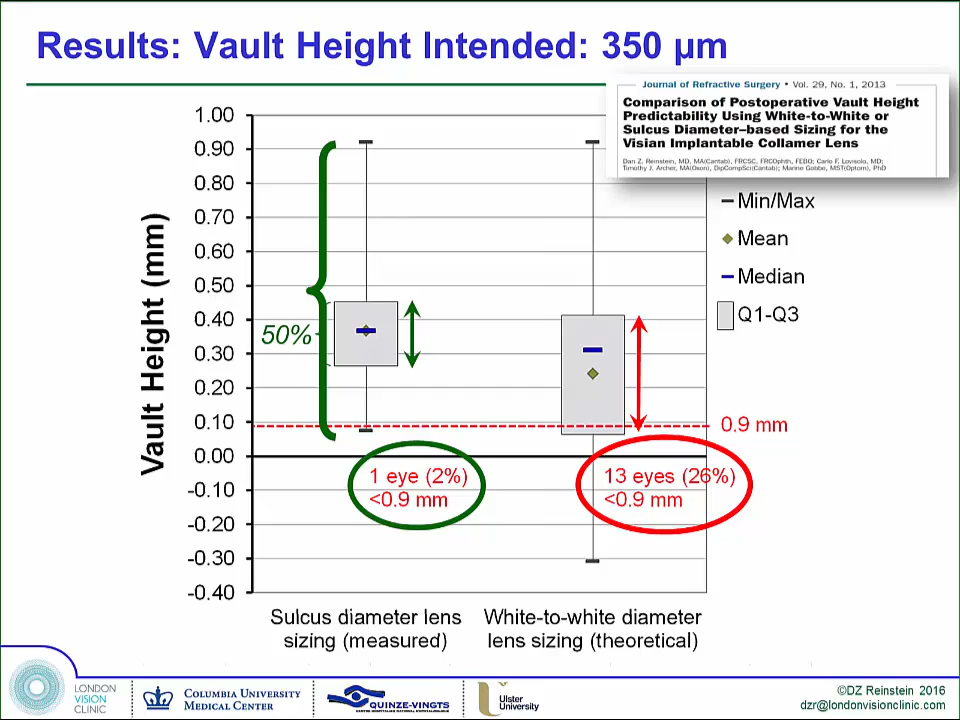 Results: Vault Height Intended: 350 µm
Journal of Refractive Surgery • Vol. 29, No. 1, 2013
Comparison of Postoperative Vault Height
Predictability Using White-to-White or
Sulcus Diameter–based Sizing for the
Visian Implantable Collamer Lens
Dan Z. Reinstein, MD, MA(Cantab), FRCSC, FRCOphth, FEBO; Carlo F. Lovisolo, MD;
Timothy J. Archer, MA(Oxon), DipCompSci(Cantab); Marine Gobbe, MST(Optom), PhD
Vault Height (mm)
1.00
0.90
0.80
0.70
0.60
0.50
0.40
0.30
0.20
0.10
0.00
-0.10
-0.20
-0.30
-0.40
50%
Min/Max
Mean
Median
Q1-Q3
0.9 mm
1 eye (2%)
<0.9 mm
13 eyes (26%)
<0.9 mm
Sulcus diameter lens
sizing (measured)
White-to-white diameter
lens sizing (theoretical)
LONDON
VISION
CLINIC
COLUMBIA UNIVERSITY
MEDICAL CENTER
QUINZE-VINGTS
Ulster
University
©DZ Reinstein 2016
dzr@londonvisionclinic.com